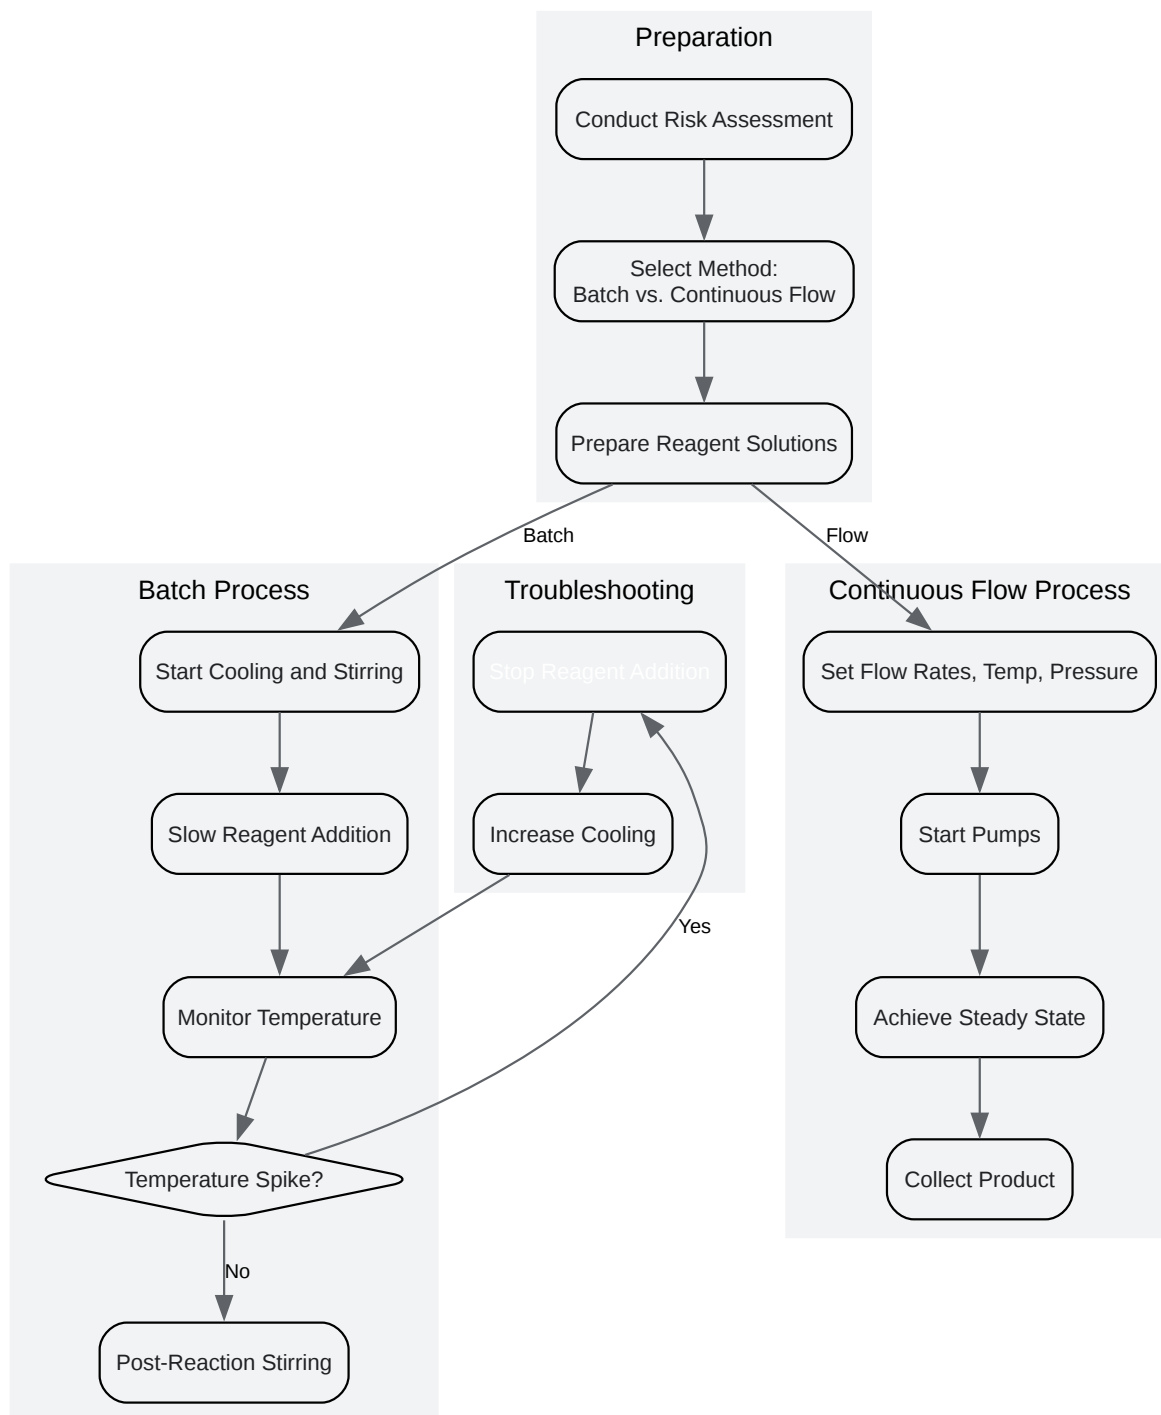 Preparation
Conduct Risk Assessment
Select Method:
Batch vs. Continuous Flow
Prepare Reagent Solutions
Batch
Flow
Batch Process
Start Cooling and Stirring
Slow Reagent Addition
Monitor Temperature
Temperature Spike?
No
Post-Reaction Stirring
Troubleshooting
Stop Reagent Addition
Increase Cooling
Yes
Continuous Flow Process
Set Flow Rates, Temp, Pressure
Start Pumps
Achieve Steady State
Collect Product